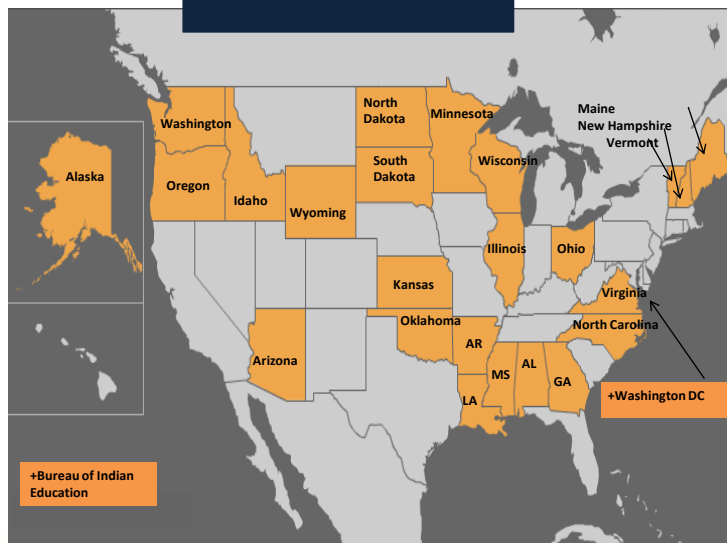 Maine
New Hampshire
Vermont
North
Dakota
Minnesota
Washington
Wisconsin
South
Dakota
Alaska
Oregon
Idaho
Wyoming
Illinois
Ohio
Kansas
Virginia
Oklahoma
North Carolina
AR
Arizona
MS
AL
GA
LA
+Washington DC
+Bureau of Indian
Education